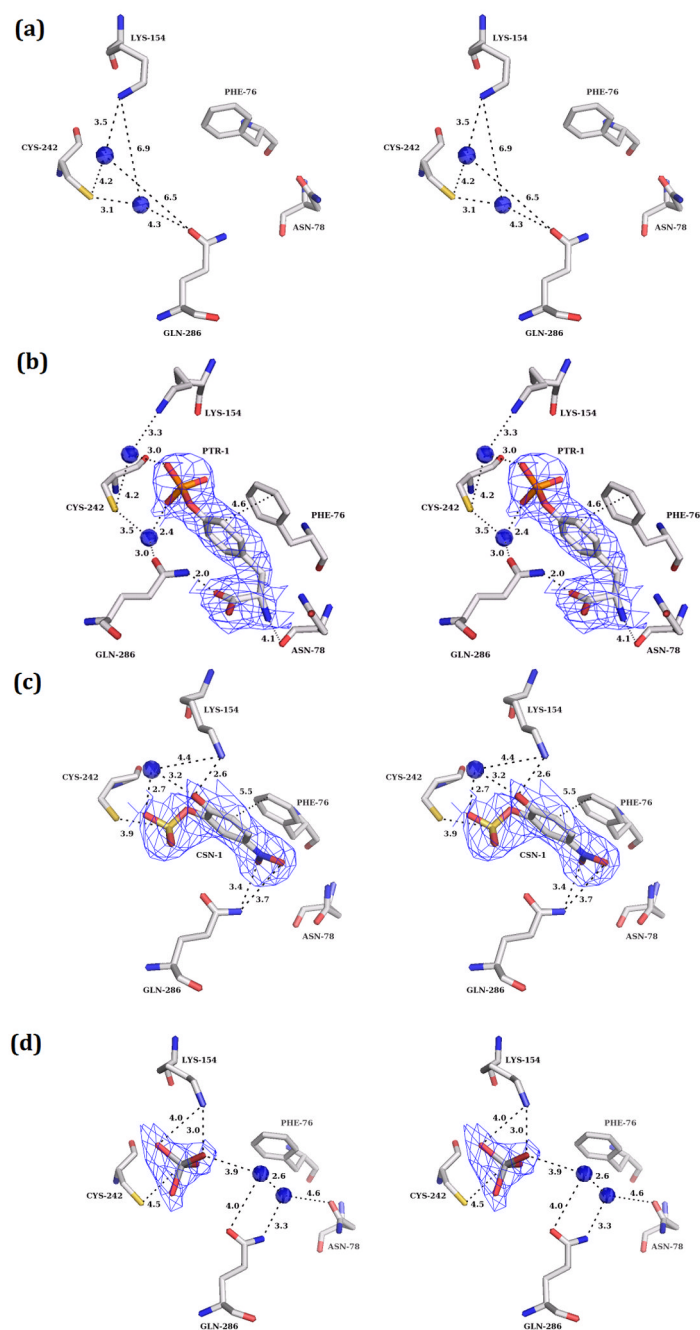 (a)
LYS-154 LYS-154
PHE-76 PHE-76
3.5 3.5
CYS-242 6.9 CYS-242 6.9
4.2 4.2
6.5 6.5
3.1 3.1
4.3 4.3
ASN-78 ASN-78
GLN-286 GLN-286
(b)
LYS-154 LYS-154
3.3 3.3
3.0 PTR-1 3.0 PTR-1
4.2 4.6 4.2 4.6
CYS-242 PHE-76 CYS-242 PHE-76
3.5 2.4 3.5 2.4
3.0 3.0
2.0 2.0
4.1 4.1
GLN-286 ASN-78 GLN-286 ASN-78
(c)
LYS-154 LYS-154
4.4 4.4
CYS-242 3.2 2.6 CYS-242 3.2 2.6
2.7 5.5 PHE-76 2.7 5.5 PHE-76
3.9 3.9
CSN-1 CSN-1
3.4 3.4
3.7 3.7
ASN-78 ASN-78
GLN-286 GLN-286
(d)
LYS-154 LYS-154
4.0 4.0
3.0 PHE-76 3.0 PHE-76
3.9 2.6 3.9 2.6
CYS-242 4.5 4.6 CYS-242 4.5 4.6
4.0 4.0
3.3 3.3
ASN-78 ASN-78
GLN-286 GLN-286